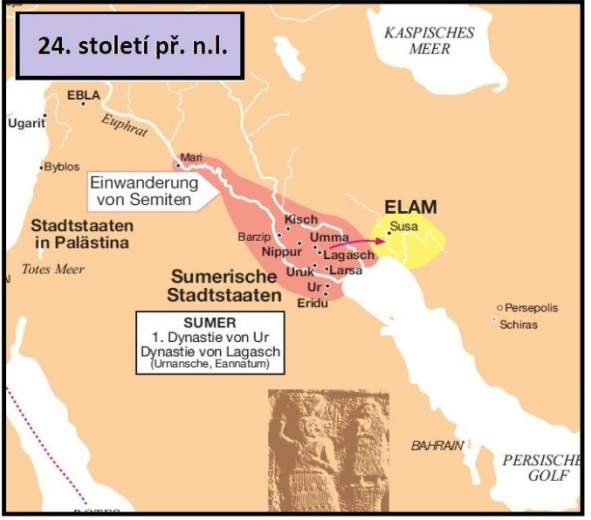 24. století př. n.l.
KASPISCHES
MEER
EBLA
Ugarit
Euphrat
Byblos
Mari
Einwanderung
von Semiten
ELAM
Susa
Kisch
Barzip
Umma
Nippur
Lagasch
Uruk
Larsa
Ur
Eridu
Stadtstaaten
in Palästina
Totes Meer
Sumerische
Stadtstaaten
SUMER
1. Dynastie von Ur
Dynastie von Lagasch
(Urnansche, Eannatum)
Persepolis
Schiras
BAHRAIN
PERSISCHE
GOLF